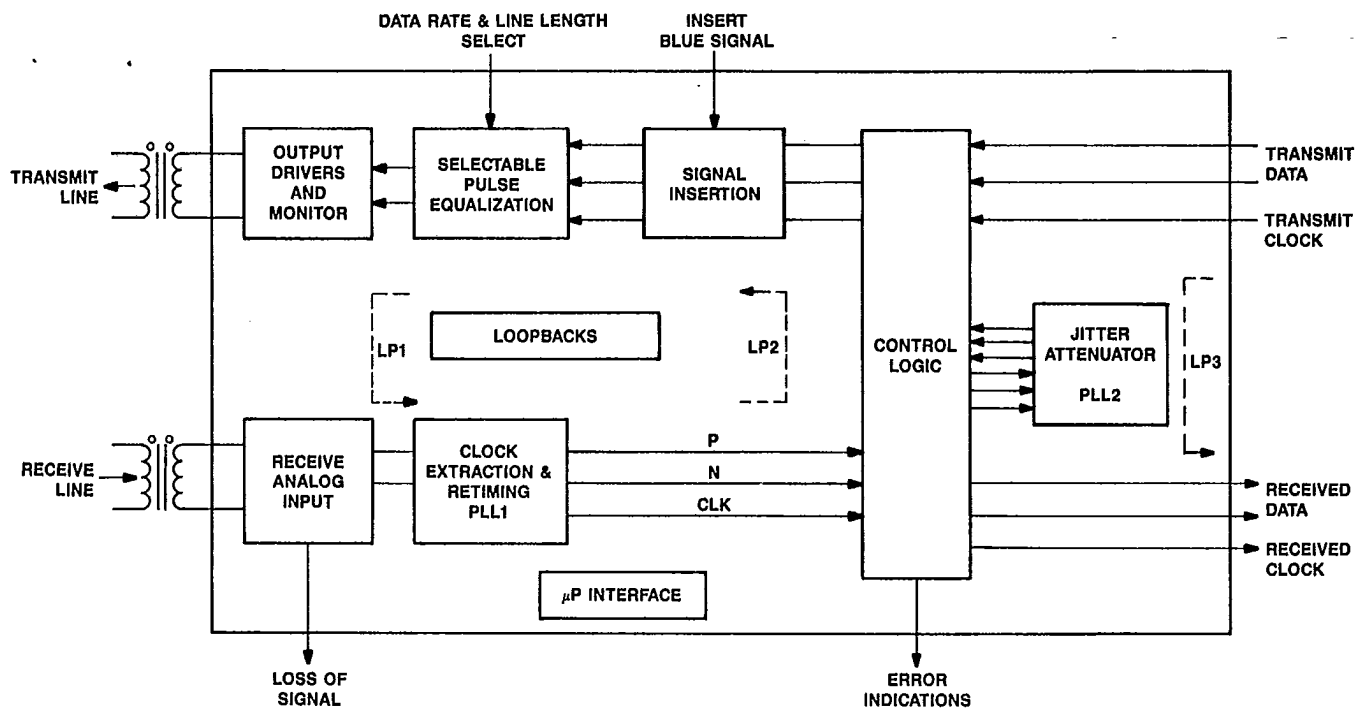 DATA RATE & LINE LENGTH
SELECT
INSERT
BLUE SIGNAL
OUTPUT
DRIVERS
AND
MONITOR
SELECTABLE
PULSE
EQUALIZATION
SIGNAL
INSERTION
TRANSMIT
LINE
TRANSMIT
DATA
TRANSMIT
CLOCK
LP1
LOOPBACKS
LP2
CONTROL
LOGIC
JITTER
ATTENUATOR
PLL2
LP3
RECEIVE
LINE
RECEIVE
ANALOG
INPUT
CLOCK
EXTRACTION &
RETIMING
PLL1
P
N
CLK
RECEIVED
DATA
RECEIVED
CLOCK
μP INTERFACE
LOSS OF
SIGNAL
ERROR
INDICATIONS